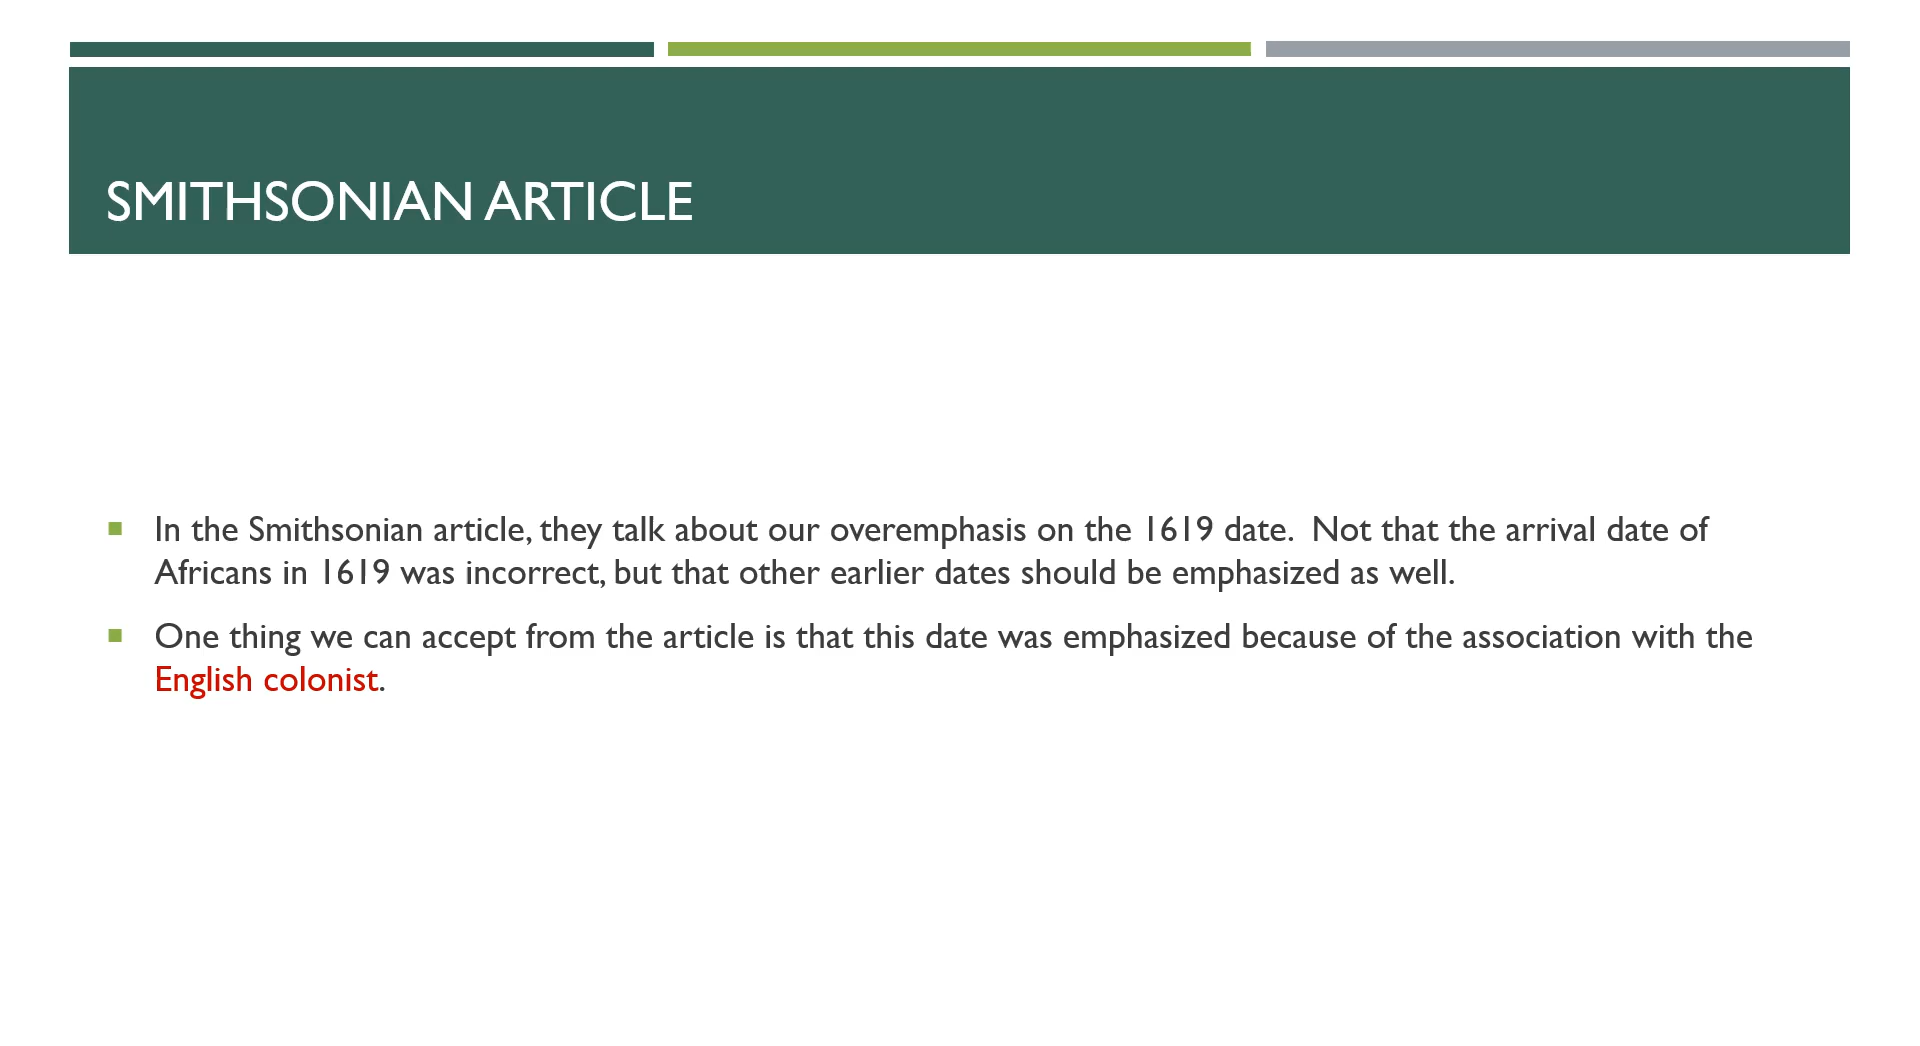 SMITHSONIAN ARTICLE
In the Smithsonian article, they talk about our overemphasis on the 1619 date.  Not that the arrival date of
Africans in 1619 was incorrect, but that other earlier dates should be emphasized as well.
One thing we can accept from the article is that this date was emphasized because of the association with the
English colonist.